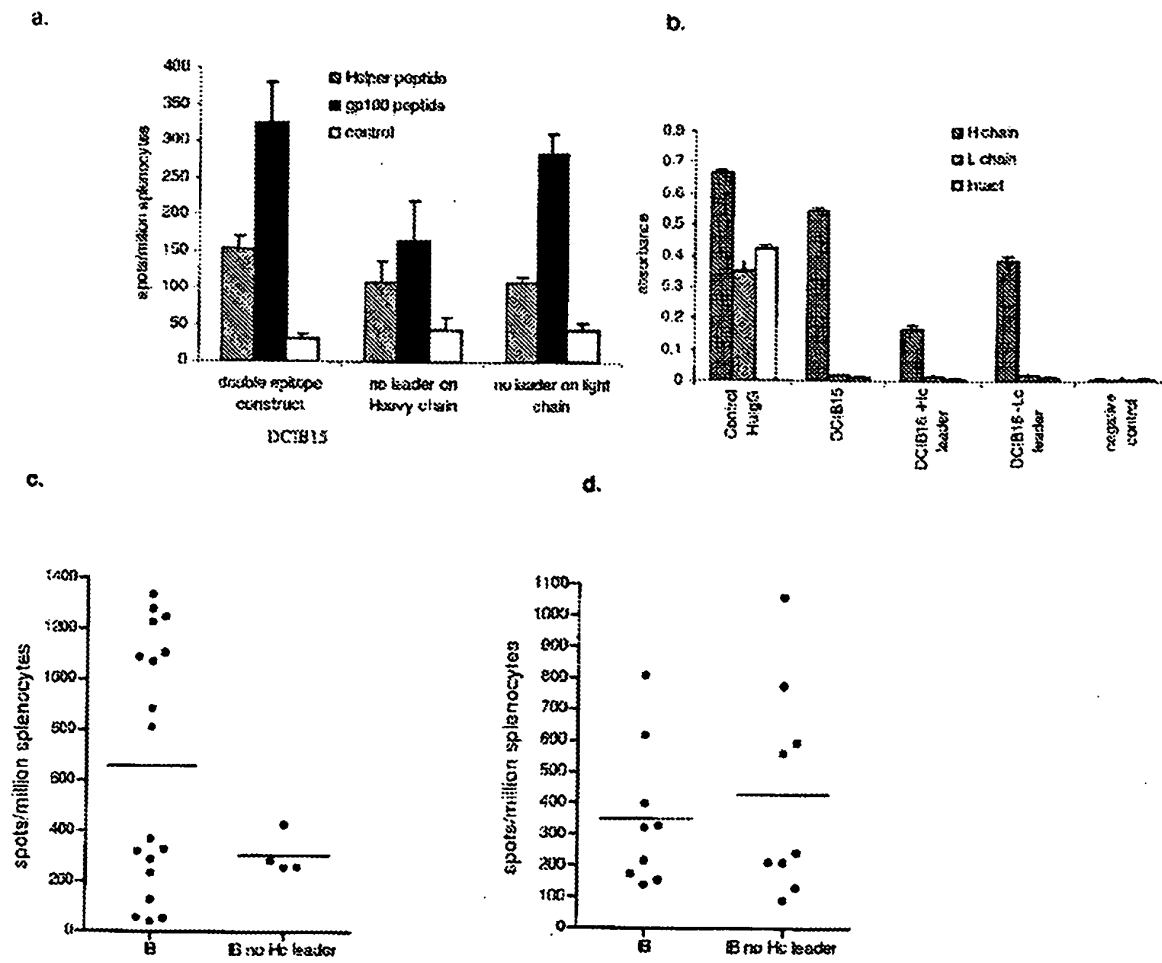 a.
400
350
300
250
200
150
100
50
0
spots/million splenocytes
Helper peptide
gp100 peptide
control
double epitope
construct
no leader on
Heavy chain
no leader on light
chain
DCIB15
b.
0.9
0.8
0.7
0.6
0.5
0.4
0.3
0.2
0.1
0
absorbance
H chain
L chain
Intact
Control
HuIgG
DCIB15
DCIB15 -Hc
leader
DCIB15 -Lc
leader
negative
control
c.
1400
1200
1000
800
600
400
200
0
spots/million splenocytes
IB
IB no Hc leader
d.
1100
1000
900
800
700
600
500
400
300
200
100
0
spots/million splenocytes
IB
IB no Hc leader